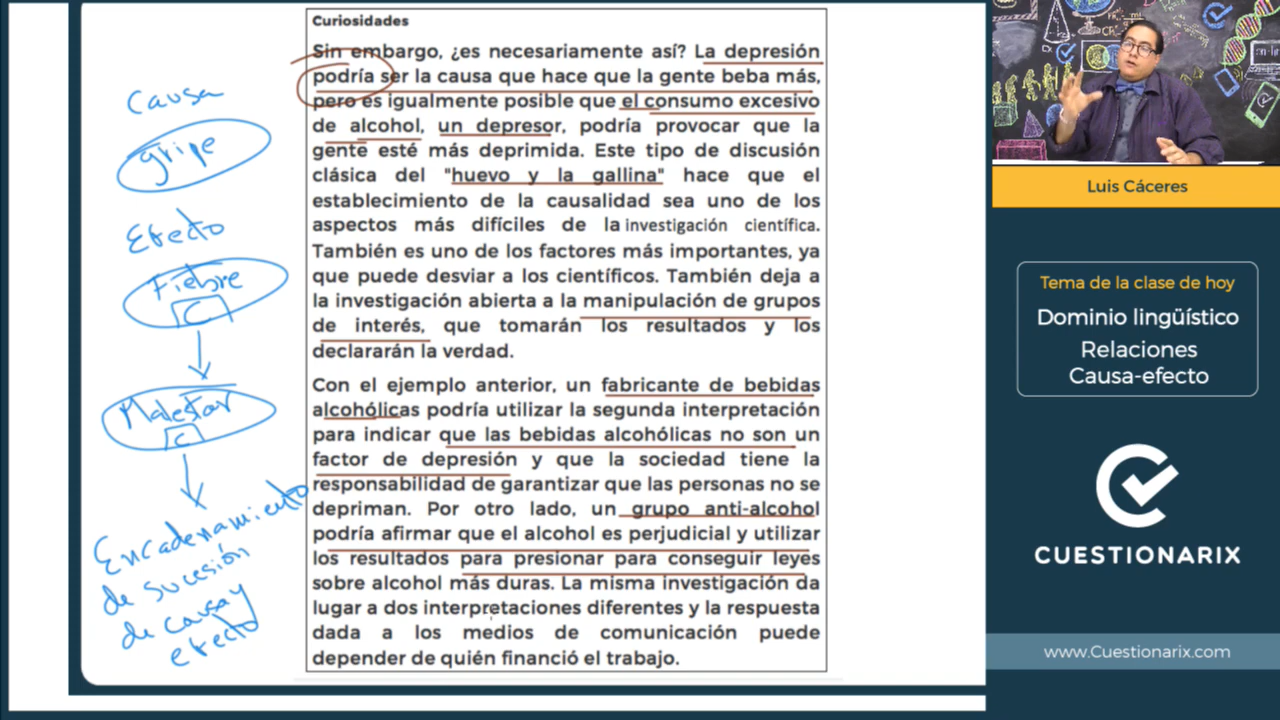 Curiosidades
Sin embargo, ¿es necesariamente así? La depresión
podría ser la causa que hace que la gente beba más,
pero es igualmente posible que el consumo excesivo
de alcohol, un depresor, podría provocar que la
gente esté más deprimida. Este tipo de discusión
clásica del "huevo y la gallina" hace que el
establecimiento de la causalidad sea uno de los
aspectos más difíciles de la investigación científica.
También es uno de los factores más importantes, ya
que puede desviar a los científicos. También deja a
la investigación abierta a la manipulación de grupos
de interés, que tomarán los resultados y los
declararán la verdad.
Con el ejemplo anterior, un fabricante de bebidas
alcohólicas podría utilizar la segunda interpretación
para indicar que las bebidas alcohólicas no son un
factor de depresión y que la sociedad tiene la
responsabilidad de garantizar que las personas no se
depriman. Por otro lado, un grupo anti-alcohol
podría afirmar que el alcohol es perjudicial y utilizar
los resultados para presionar para conseguir leyes
sobre alcohol más duras. La misma investigación da
lugar a dos interpretaciones diferentes y la respuesta
dada a los medios de comunicación puede
depender de quién financió el trabajo.
Causa
gripe
Efecto
Fiebre
C
Malestar
C
Encadenamiento
de sucesión
de causa y
efecto
Luis Cáceres
Tema de la clase de hoy
Dominio lingüístico
Relaciones
Causa-efecto
CUESTIONARIX
www.Cuestionarix.com